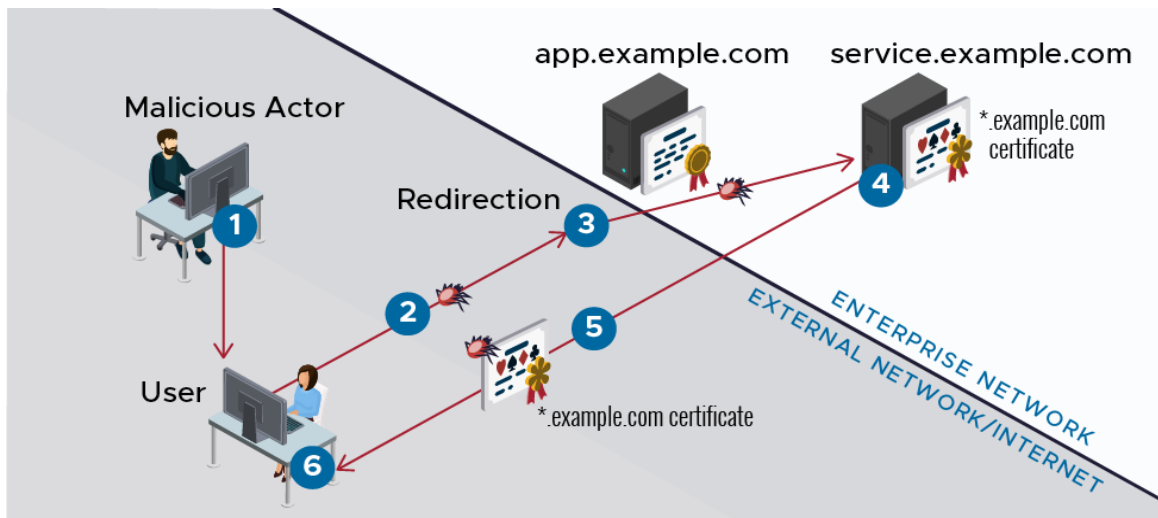 app.example.com
service.example.com
Malicious Actor
*.example.com
certificate
4
Redirection
3
1
2
5
ENTERPRISE NETWORK
EXTERNAL NETWORK/INTERNET
User
*.example.com certificate
6